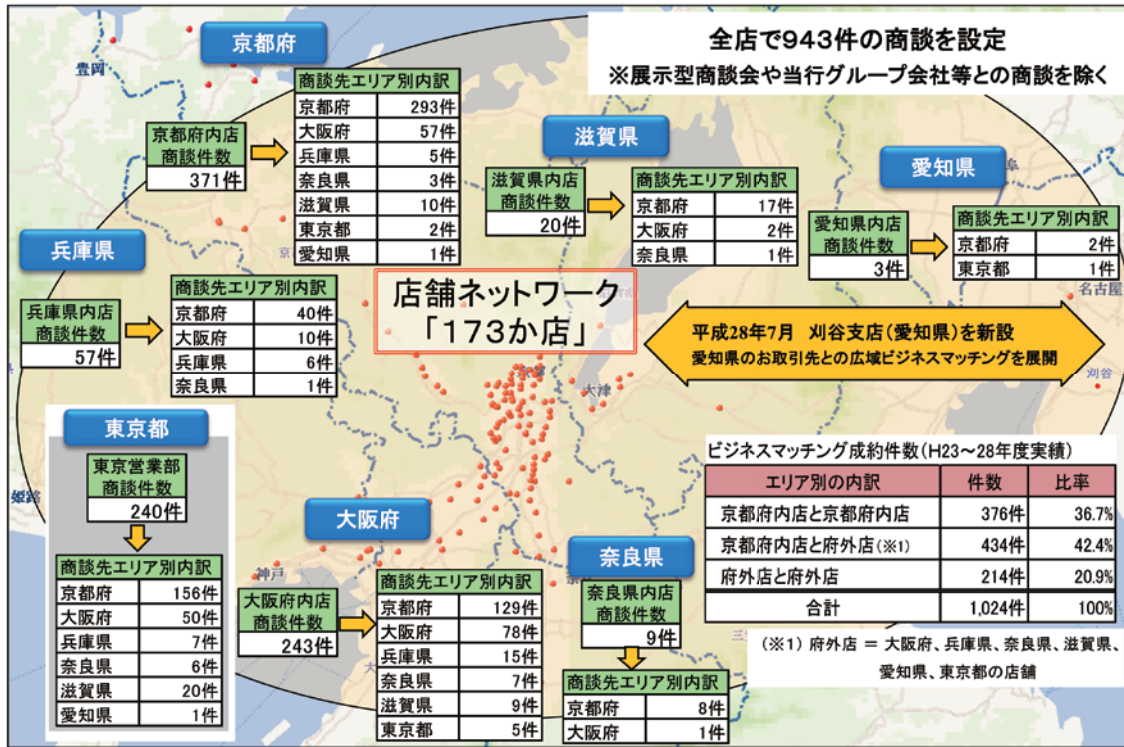 全店で943件の商談を設定
※展示型商談会や当行グループ会社等との商談を除く
豊岡
京都府
京都府内店
商談件数
371件
商談先エリア別内訳
京都府 293件
大阪府 57件
兵庫県 5件
奈良県 3件
滋賀県 10件
東京都 2件
愛知県 1件
滋賀県
滋賀県内店
商談件数
20件
商談先エリア別内訳
京都府 17件
大阪府 2件
奈良県 1件
愛知県
愛知県内店
商談件数
3件
商談先エリア別内訳
京都府 2件
東京都 1件
名古屋
兵庫県
兵庫県内店
商談件数
57件
商談先エリア別内訳
京都府 40件
大阪府 10件
兵庫県 6件
奈良県 1件
店舗ネットワーク
「173か店」
平成28年7月 刈谷支店(愛知県)を新設
愛知県のお取引先との広域ビジネスマッチングを展開
刈谷
大津
姫路
神戸
東京都
東京営業部
商談件数
240件
商談先エリア別内訳
京都府 156件
大阪府 50件
兵庫県 7件
奈良県 6件
滋賀県 20件
愛知県 1件
大阪府
大阪府内店
商談件数
243件
商談先エリア別内訳
京都府 129件
大阪府 78件
兵庫県 15件
奈良県 7件
滋賀県 9件
東京都 5件
奈良県
奈良県内店
商談件数
9件
商談先エリア別内訳
京都府 8件
大阪府 1件
ビジネスマッチング成約件数(H23～28年度実績)
エリア別の内訳 件数 比率
京都府内店と京都府内店 376件 36.7%
京都府内店と府外店(※1) 434件 42.4%
府外店と府外店 214件 20.9%
合計 1,024件 100%
(※1) 府外店 = 大阪府、兵庫県、奈良県、滋賀県、
愛知県、東京都の店舗